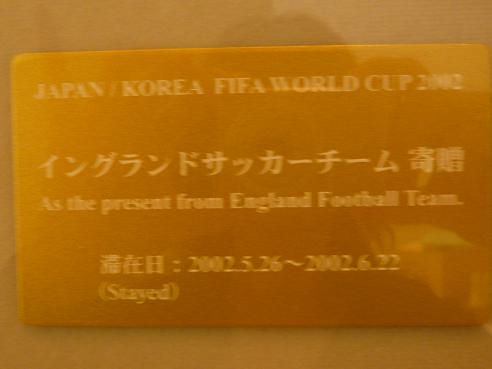 JAPAN / KOREA FIFA WORLD CUP 2002
イングランドサッカーチーム 寄贈
As the present from England Football Team.
滞在日：2002.5.26～2002.6.22
(Stayed)